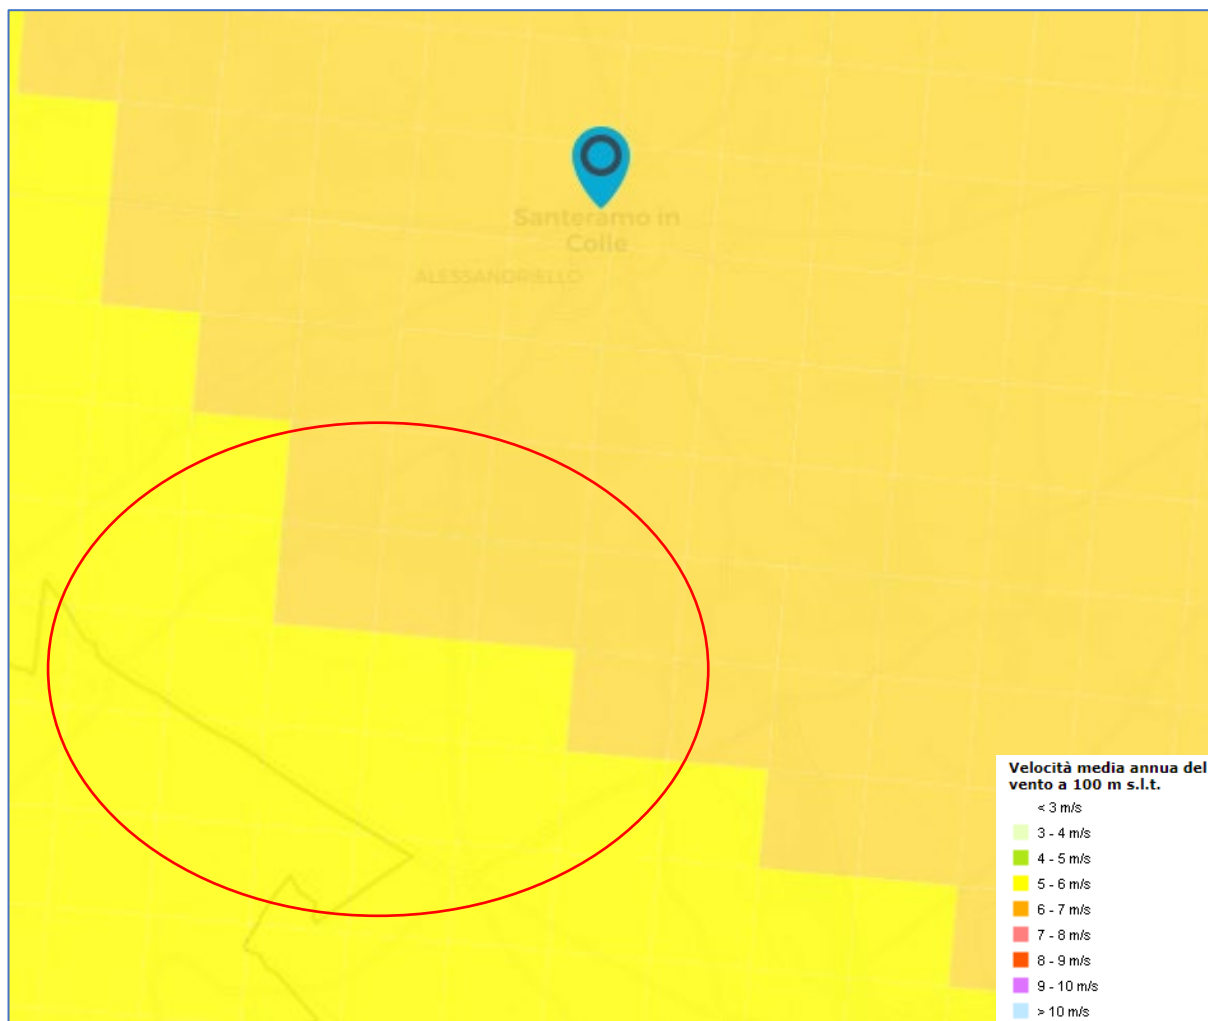 Santeramo in
Colle
ALESSANDRIELLO
Velocità media annua del
vento a 100 m s.l.t.
< 3 m/s
3 - 4 m/s
4 - 5 m/s
5 - 6 m/s
6 - 7 m/s
7 - 8 m/s
8 - 9 m/s
9 - 10 m/s
> 10 m/s